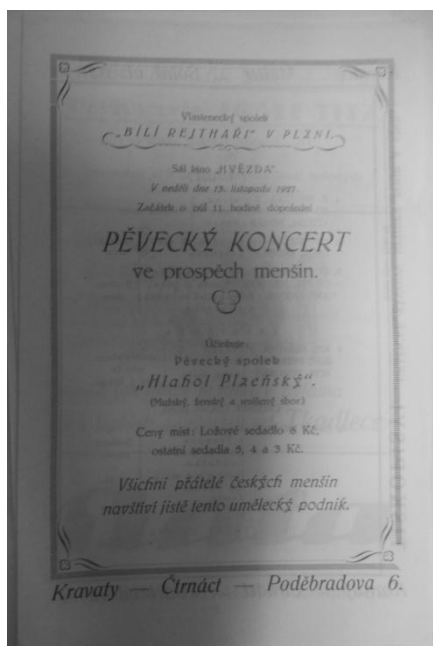 Vlastenecký spolek
„BÍLÍ REJTHAŘI" V PLZNI.
Sál kino „HVĚZDA".
V neděli dne 13. listopadu 1927.
Začátek o půl 11. hodině dopolední
PĚVECKÝ KONCERT
ve prospěch menšin.
Účinkuje:
Pěvecký spolek
„Hlahol Plzeňský".
(Mužský, ženský a smíšený sbor.)
Ceny míst: Ložové sedadlo 6 Kč,
ostatní sedadla 5, 4 a 3 Kč.
Všichni přátelé českých menšin
navštíví jistě tento umělecký podnik.
Kravaty — Čtrnáct — Poděbradova 6.